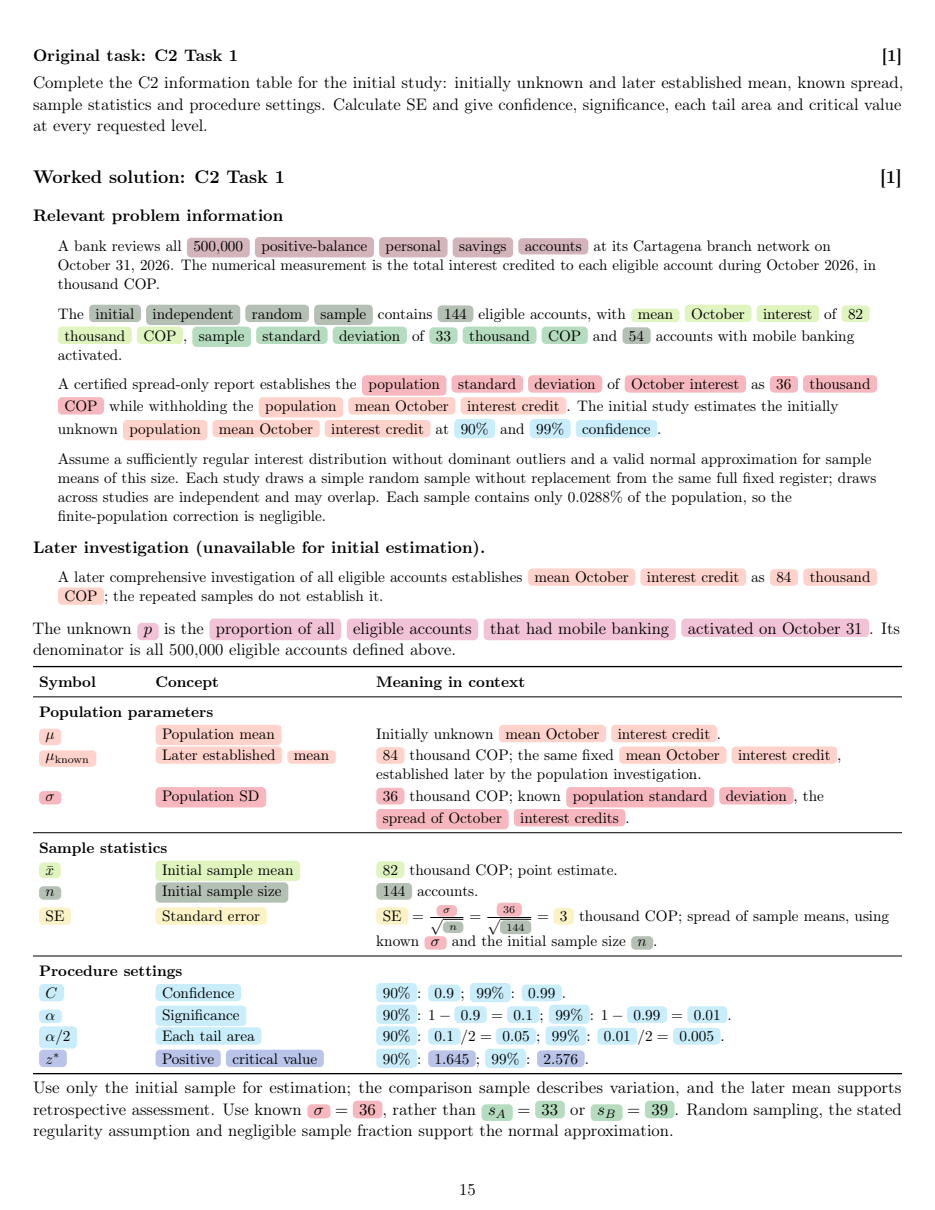 Original task: C2 Task 1 [1]
Complete the C2 information table for the initial study: initially unknown and later established mean, known spread,
sample statistics and procedure settings. Calculate SE and give confidence, significance, each tail area and critical value
at every requested level.
Worked solution: C2 Task 1 [1]
Relevant problem information
A bank reviews all 500,000 positive-balance personal savings accounts at its Cartagena branch network on
October 31, 2026. The numerical measurement is the total interest credited to each eligible account during October 2026, in
thousand COP.
The initial independent random sample contains 144 eligible accounts, with mean October interest of 82
thousand COP, sample standard deviation of 33 thousand COP and 54 accounts with mobile banking
activated.
A certified spread-only report establishes the population standard deviation of October interest as 36 thousand
COP while withholding the population mean October interest credit. The initial study estimates the initially
unknown population mean October interest credit at 90% and 99% confidence.
Assume a sufficiently regular interest distribution without dominant outliers and a valid normal approximation for sample
means of this size. Each study draws a simple random sample without replacement from the same full fixed register; draws
across studies are independent and may overlap. Each sample contains only 0.0288% of the population, so the
finite-population correction is negligible.
Later investigation (unavailable for initial estimation).
A later comprehensive investigation of all eligible accounts establishes mean October interest credit as 84 thousand
COP; the repeated samples do not establish it.
The unknown p is the proportion of all eligible accounts that had mobile banking activated on October 31. Its
denominator is all 500,000 eligible accounts defined above.
Symbol Concept Meaning in context
Population parameters
μ Population mean Initially unknown mean October interest credit.
μ_known Later established mean 84 thousand COP; the same fixed mean October interest credit,
established later by the population investigation.
σ Population SD 36 thousand COP; known population standard deviation, the
spread of October interest credits.
Sample statistics
x̄ Initial sample mean 82 thousand COP; point estimate.
n Initial sample size 144 accounts.
SE Standard error SE = σ/√n = 36/√144 = 3 thousand COP; spread of sample means, using
known σ and the initial sample size n.
Procedure settings
C Confidence 90%: 0.9; 99%: 0.99.
α Significance 90%: 1 − 0.9 = 0.1; 99%: 1 − 0.99 = 0.01.
α/2 Each tail area 90%: 0.1/2 = 0.05; 99%: 0.01/2 = 0.005.
z* Positive critical value 90%: 1.645; 99%: 2.576.
Use only the initial sample for estimation; the comparison sample describes variation, and the later mean supports
retrospective assessment. Use known σ = 36, rather than s_A = 33 or s_B = 39. Random sampling, the stated
regularity assumption and negligible sample fraction support the normal approximation.
15